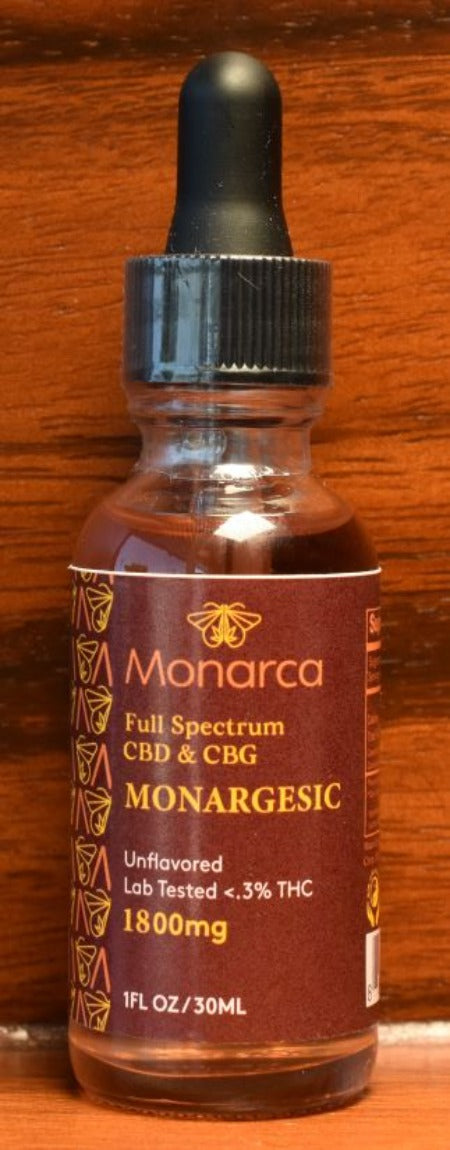 Monarca
Full Spectrum
CBD & CBG
MONARGESIC
Unflavored
Lab Tested <.3% THC
1800mg
1FL OZ/30ML